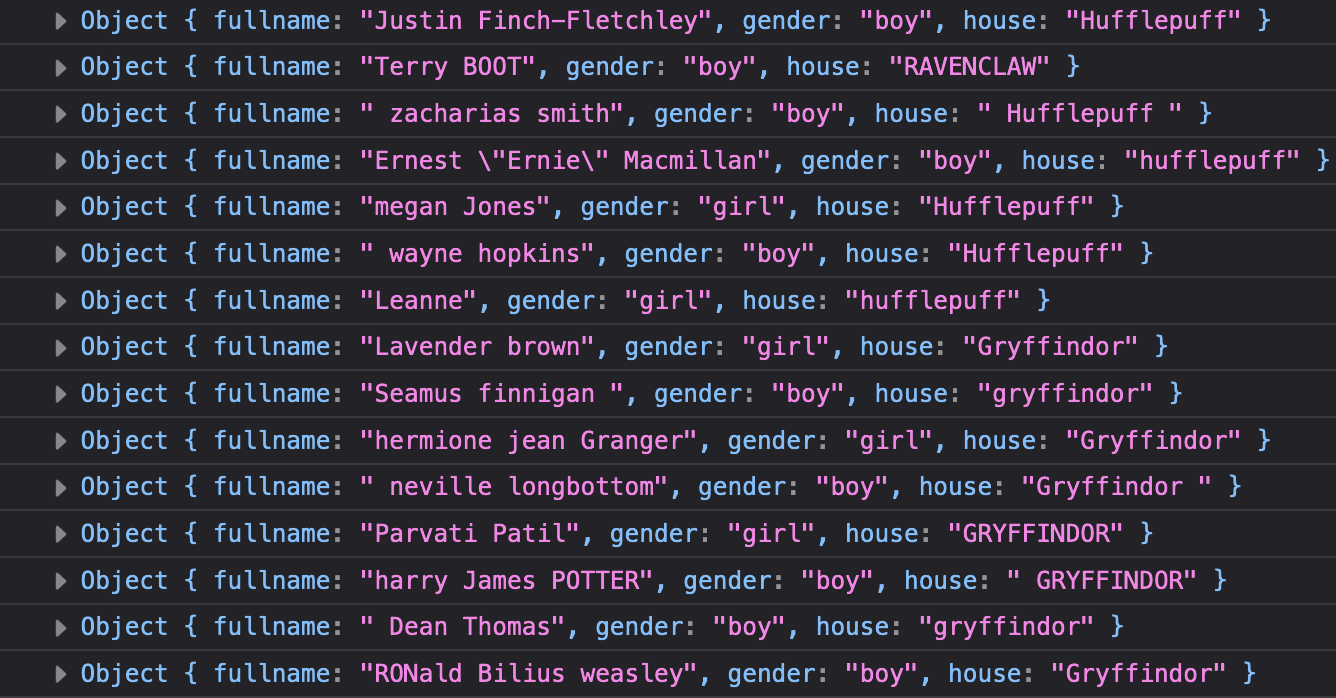 Object { fullname: "Justin Finch-Fletchley", gender: "boy", house: "Hufflepuff" }
Object { fullname: "Terry BOOT", gender: "boy", house: "RAVENCLAW" }
Object { fullname: " zacharias smith", gender: "boy", house: " Hufflepuff " }
Object { fullname: "Ernest \"Ernie\" Macmillan", gender: "boy", house: "hufflepuff" }
Object { fullname: "megan Jones", gender: "girl", house: "Hufflepuff" }
Object { fullname: " wayne hopkins", gender: "boy", house: "Hufflepuff" }
Object { fullname: "Leanne", gender: "girl", house: "hufflepuff" }
Object { fullname: "Lavender brown", gender: "girl", house: "Gryffindor" }
Object { fullname: "Seamus finnigan ", gender: "boy", house: "gryffindor" }
Object { fullname: "hermione jean Granger", gender: "girl", house: "Gryffindor" }
Object { fullname: " neville longbottom", gender: "boy", house: "Gryffindor " }
Object { fullname: "Parvati Patil", gender: "girl", house: "GRYFFINDOR" }
Object { fullname: "harry James POTTER", gender: "boy", house: " GRYFFINDOR" }
Object { fullname: " Dean Thomas", gender: "boy", house: "gryffindor" }
Object { fullname: "RONald Bilius weasley", gender: "boy", house: "Gryffindor" }